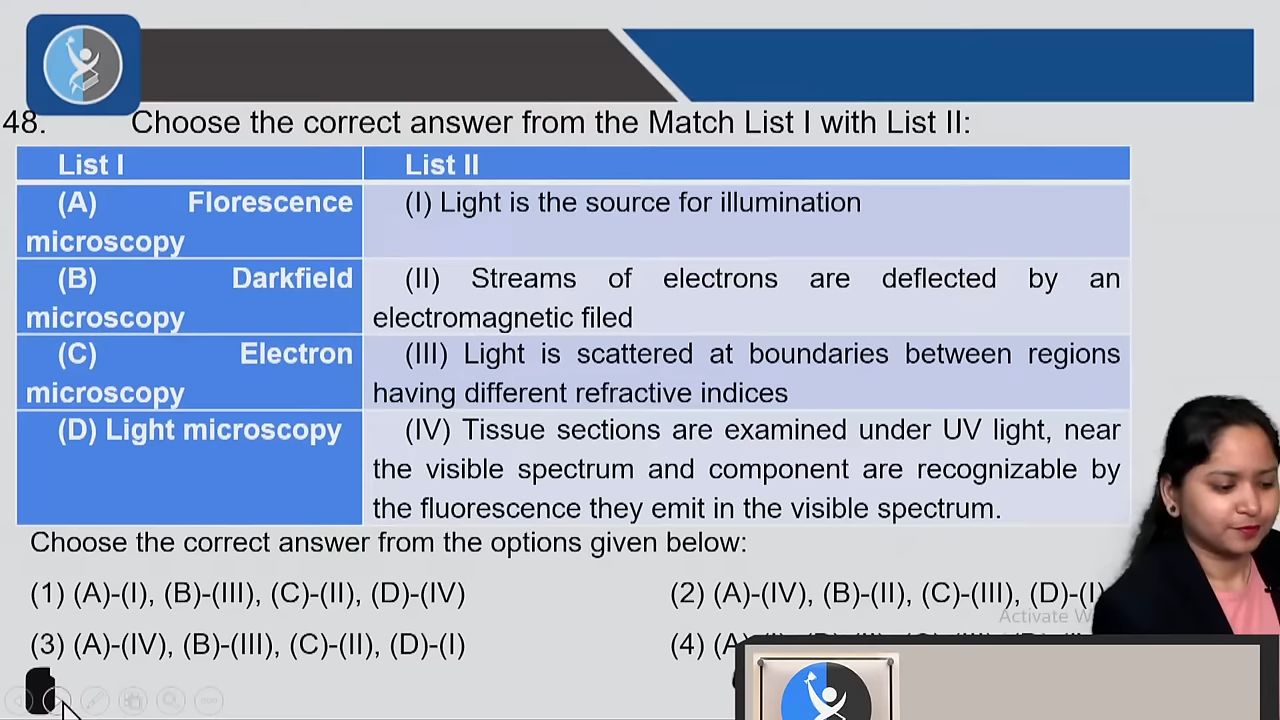 48. Choose the correct answer from the Match List I with List II:
List I List II
(A) Florescence (I) Light is the source for illumination
microscopy
(B) Darkfield (II) Streams of electrons are deflected by an
microscopy electromagnetic filed
(C) Electron (III) Light is scattered at boundaries between regions
microscopy having different refractive indices
(D) Light microscopy (IV) Tissue sections are examined under UV light, near
the visible spectrum and component are recognizable by
the fluorescence they emit in the visible spectrum.
Choose the correct answer from the options given below:
(1) (A)-(I), (B)-(III), (C)-(II), (D)-(IV) (2) (A)-(IV), (B)-(II), (C)-(III), (D)-(I)
Activate
(3) (A)-(IV), (B)-(III), (C)-(II), (D)-(I) (4)